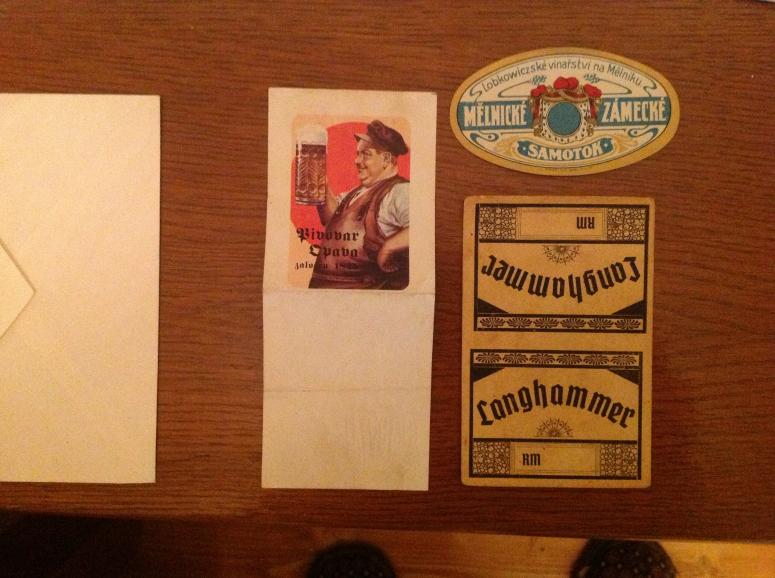 Lobkowiczské vinařství na Mělníku
MĚLNICKÉ ZÁMECKÉ
SAMOTOK
Pivovar
Opava
RM
Langhammer
Langhammer
RM